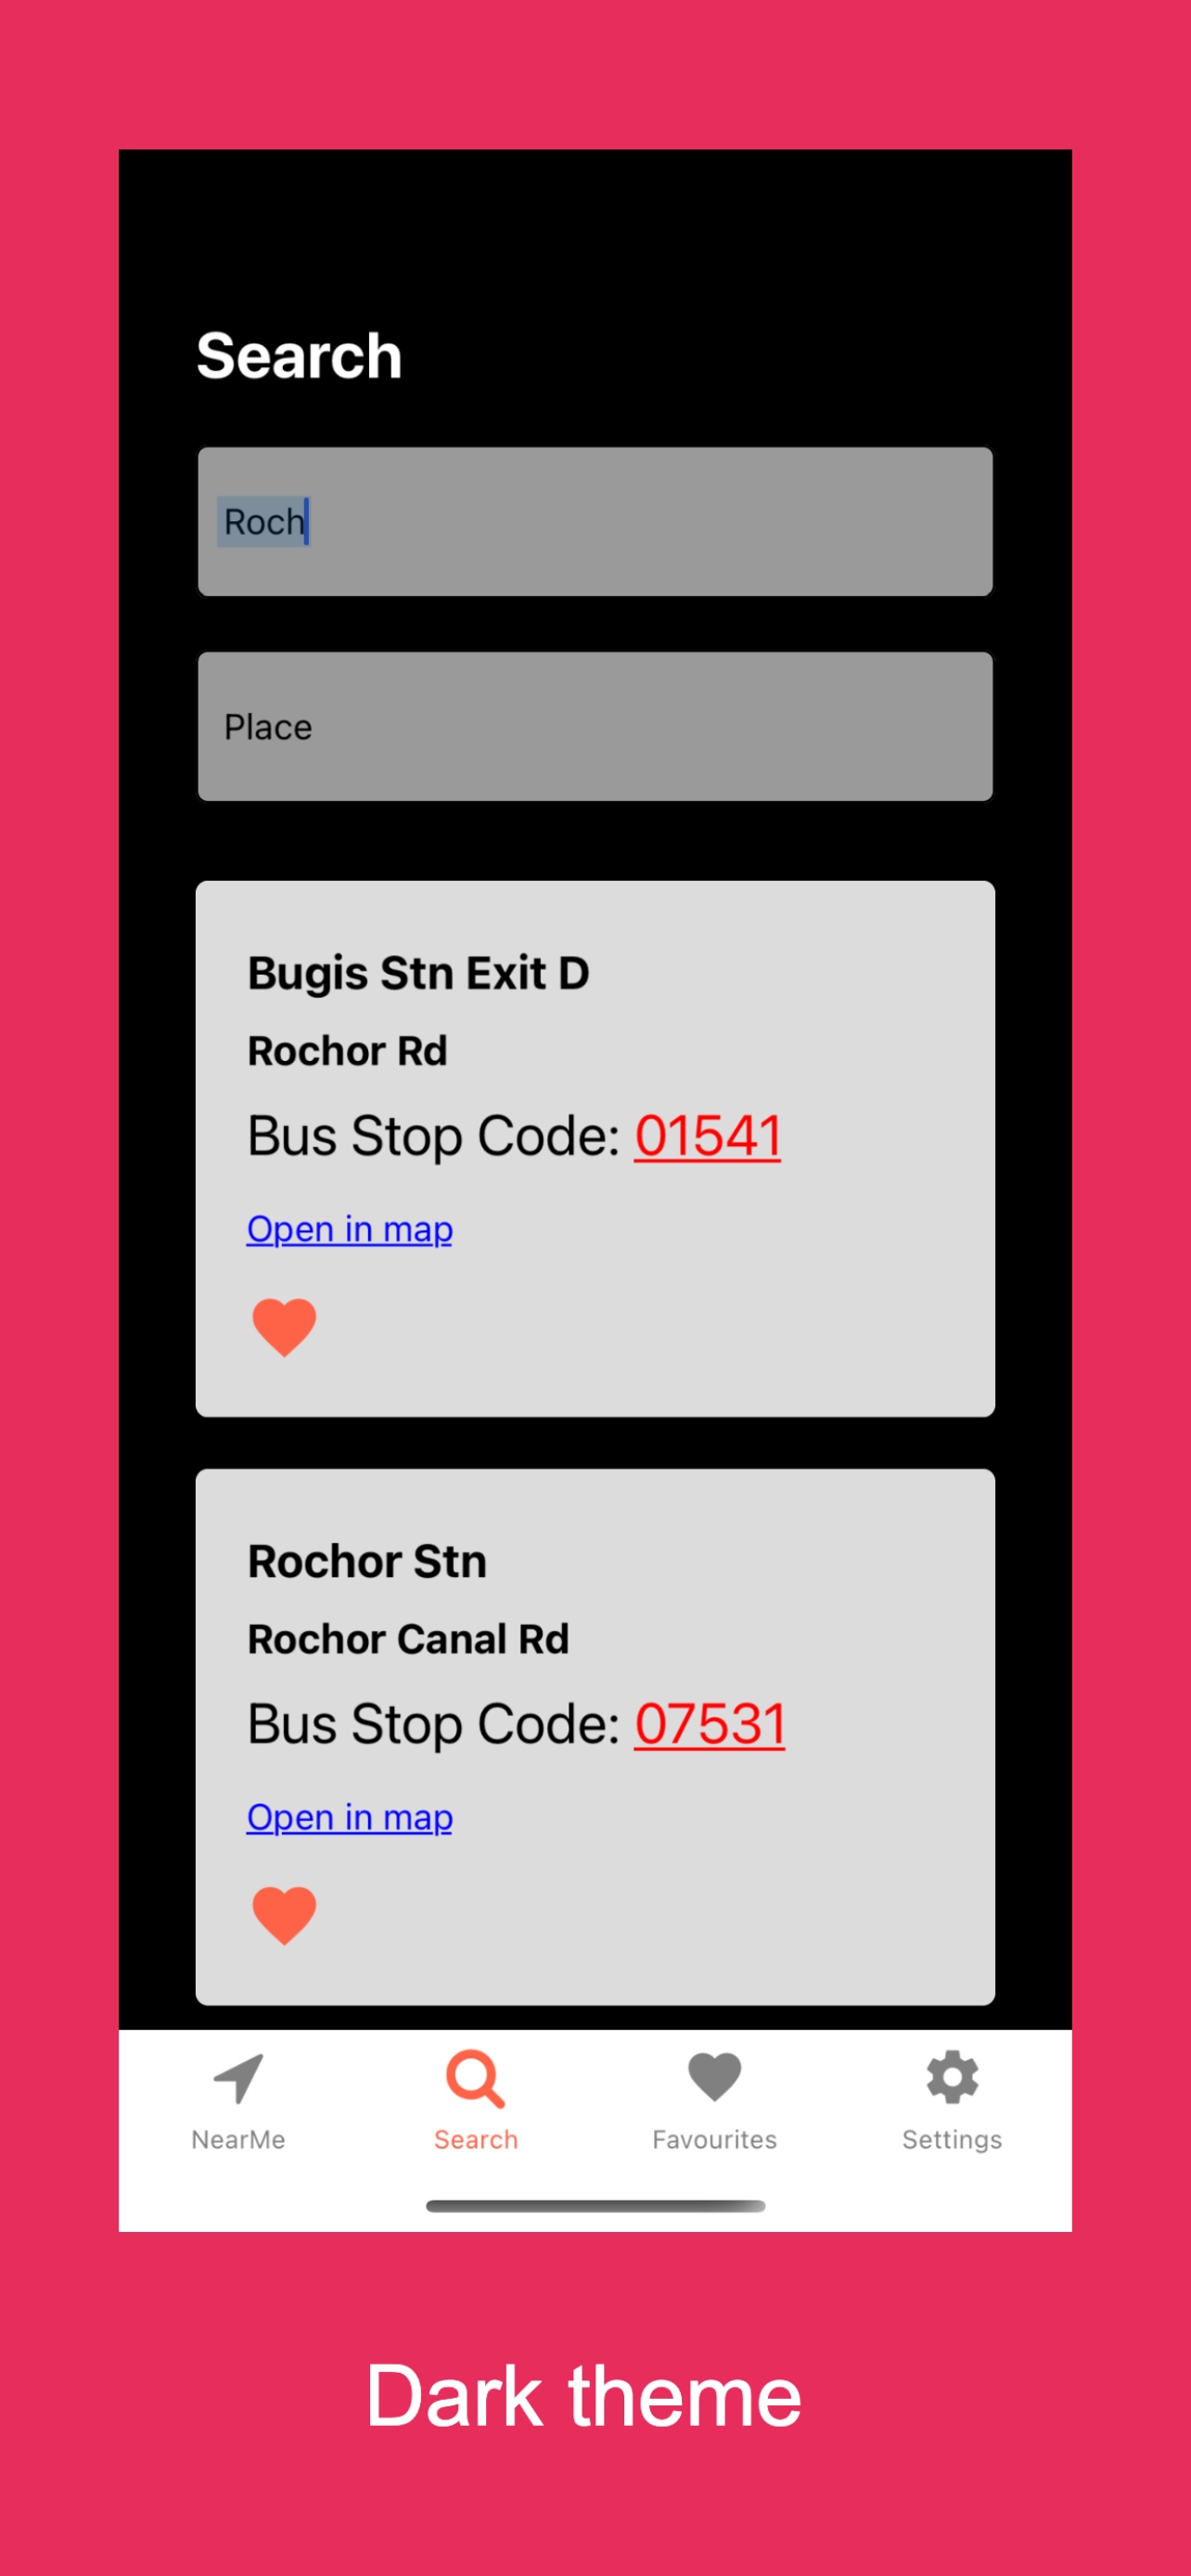 Search
Roch
Place
Bugis Stn Exit D
Rochor Rd
Bus Stop Code: 01541
Open in map
Rochor Stn
Rochor Canal Rd
Bus Stop Code: 07531
Open in map
NearMe Search Favourites Settings
Dark theme